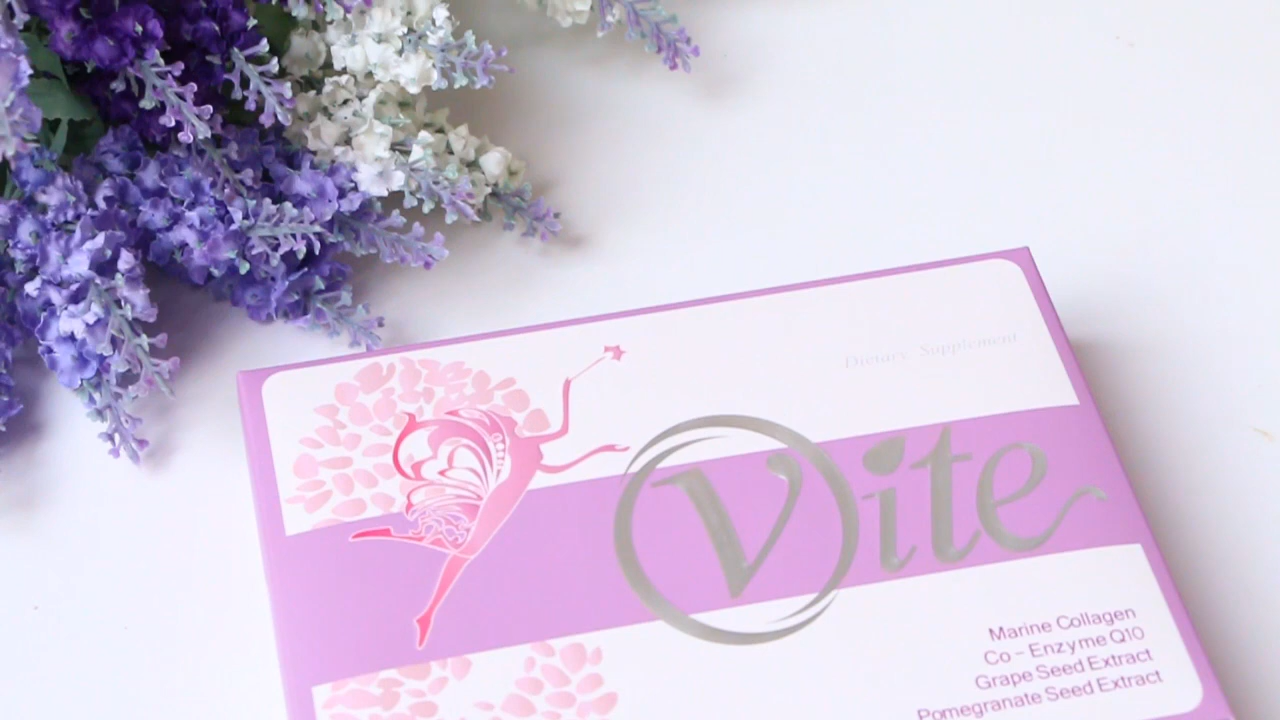 Dietary Supplement
Vite
Marine Collagen
Co - Enzyme Q10
Grape Seed Extract
Pomegranate Seed Extract